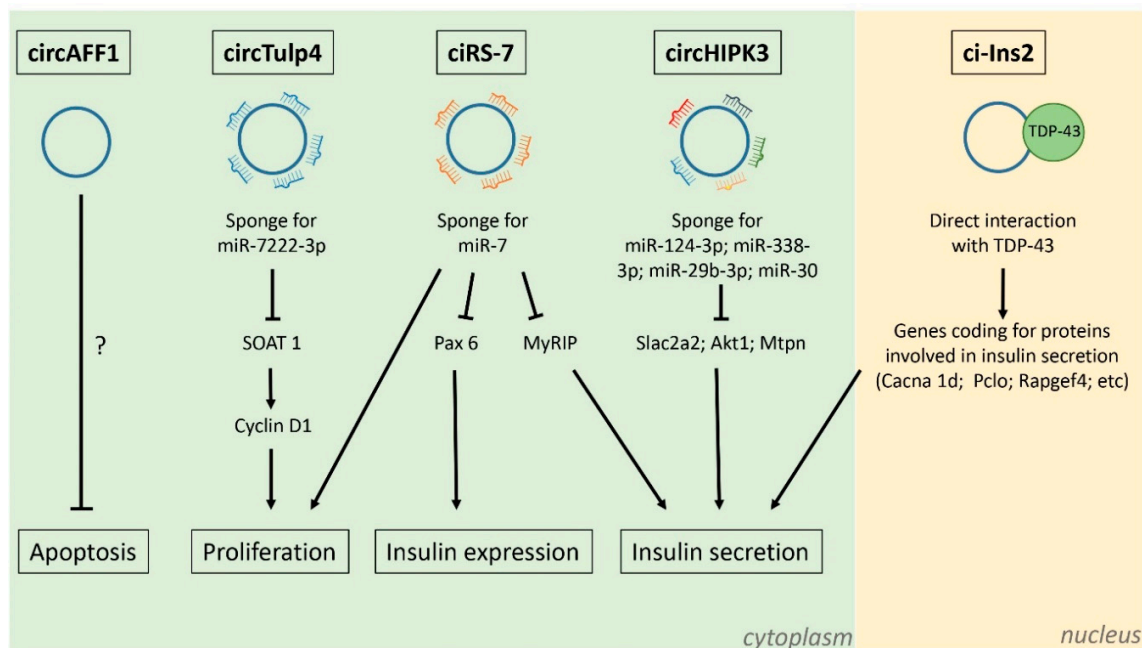 circAFF1
circTulp4
ciRS-7
circHIPK3
ci-Ins2
TDP-43
Sponge for
miR-7222-3p
Sponge for
miR-7
Sponge for
miR-124-3p; miR-338-
3p; miR-29b-3p; miR-30
Direct interaction
with TDP-43
?
SOAT 1
Pax 6
MyRIP
Slac2a2; Akt1; Mtpn
Genes coding for proteins
involved in insulin secretion
(Cacna 1d; Pclo; Rapgef4; etc)
Cyclin D1
Apoptosis
Proliferation
Insulin expression
Insulin secretion
cytoplasm
nucleus